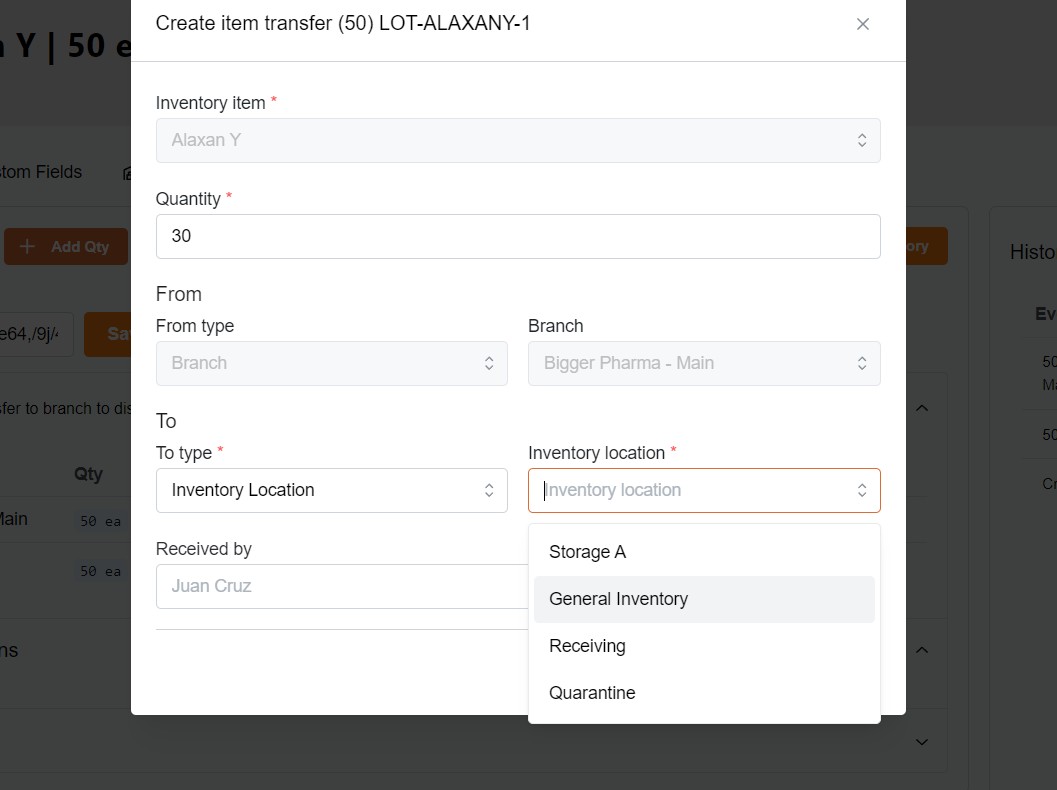 Create item transfer (50) LOT-ALAXANY-1
Y | 50 e
Inventory item *
Alaxan Y
tom Fields
Quantity *
30
Add Qty
ory
Histo
From
From type
Branch
Branch
Bigger Pharma - Main
e64,/9j/
Sa
Ev
50
Ma
sfer to branch to dis
To
To type *
Inventory location *
Inventory Location
Inventory location
50
Qty
Cr
Main
50 ea
50 ea
Received by
Juan Cruz
Storage A
General Inventory
Receiving
Quarantine
ns